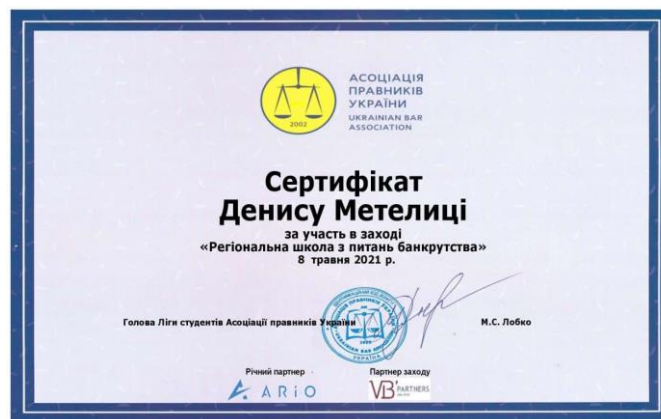 АСОЦІАЦІЯ
ПРАВНИКІВ
УКРАЇНИ
UKRAINIAN BAR
ASSOCIATION
2002
Сертифікат
Денису Метелиці
за участь в заході
«Регіональна школа з питань банкрутства»
8 травня 2021 р.
Голова Ліги студентів Асоціації правників України
М.С. Лобко
УКРАЇНА
Річний партнер
Партнер заходу
ARiO
VB PARTNERS